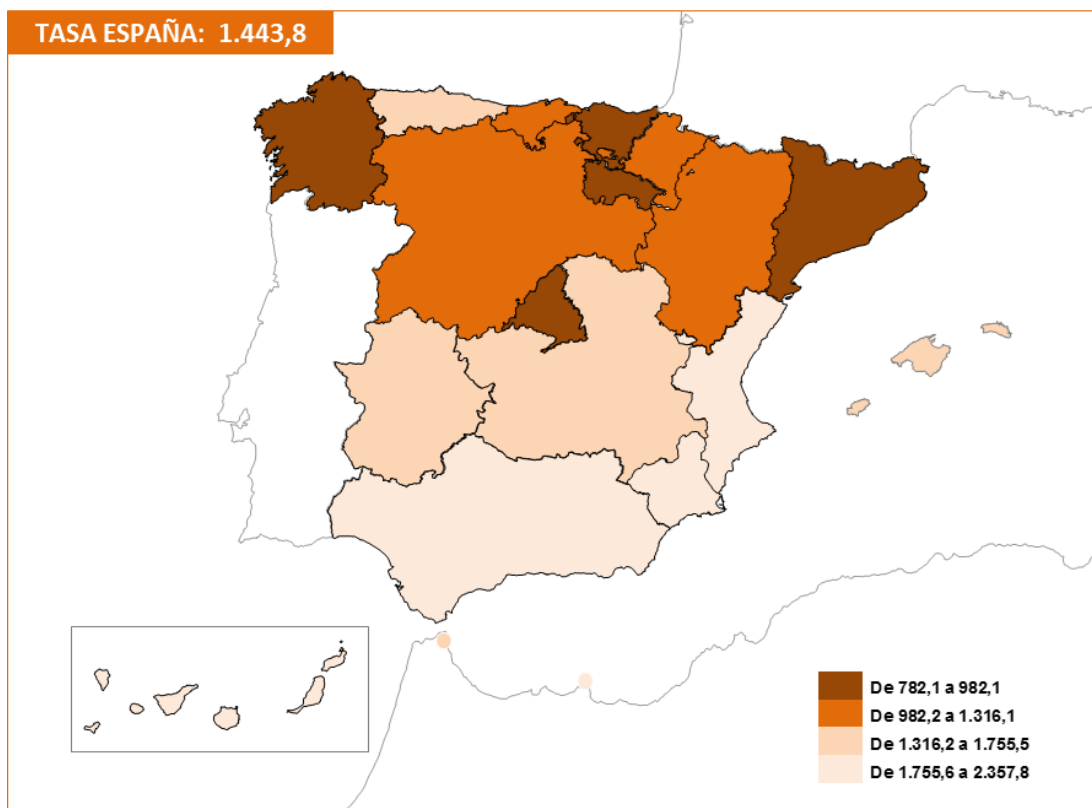 TASA ESPAÑA: 1.443,8
De 782,1 a 982,1
De 982,2 a 1.316,1
De 1.316,2 a 1.755,5
De 1.755,6 a 2.357,8